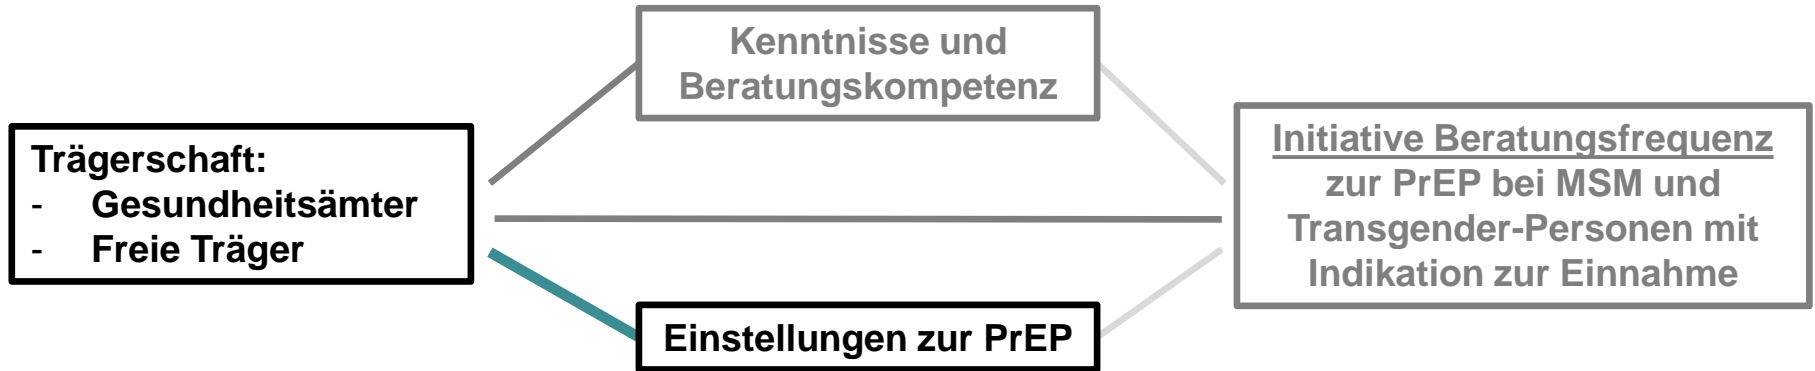 Kenntnisse und
Beratungskompetenz
Trägerschaft:
- Gesundheitsämter
- Freie Träger
Initiative Beratungsfrequenz
zur PrEP bei MSM und
Transgender-Personen mit
Indikation zur Einnahme
Einstellungen zur PrEP